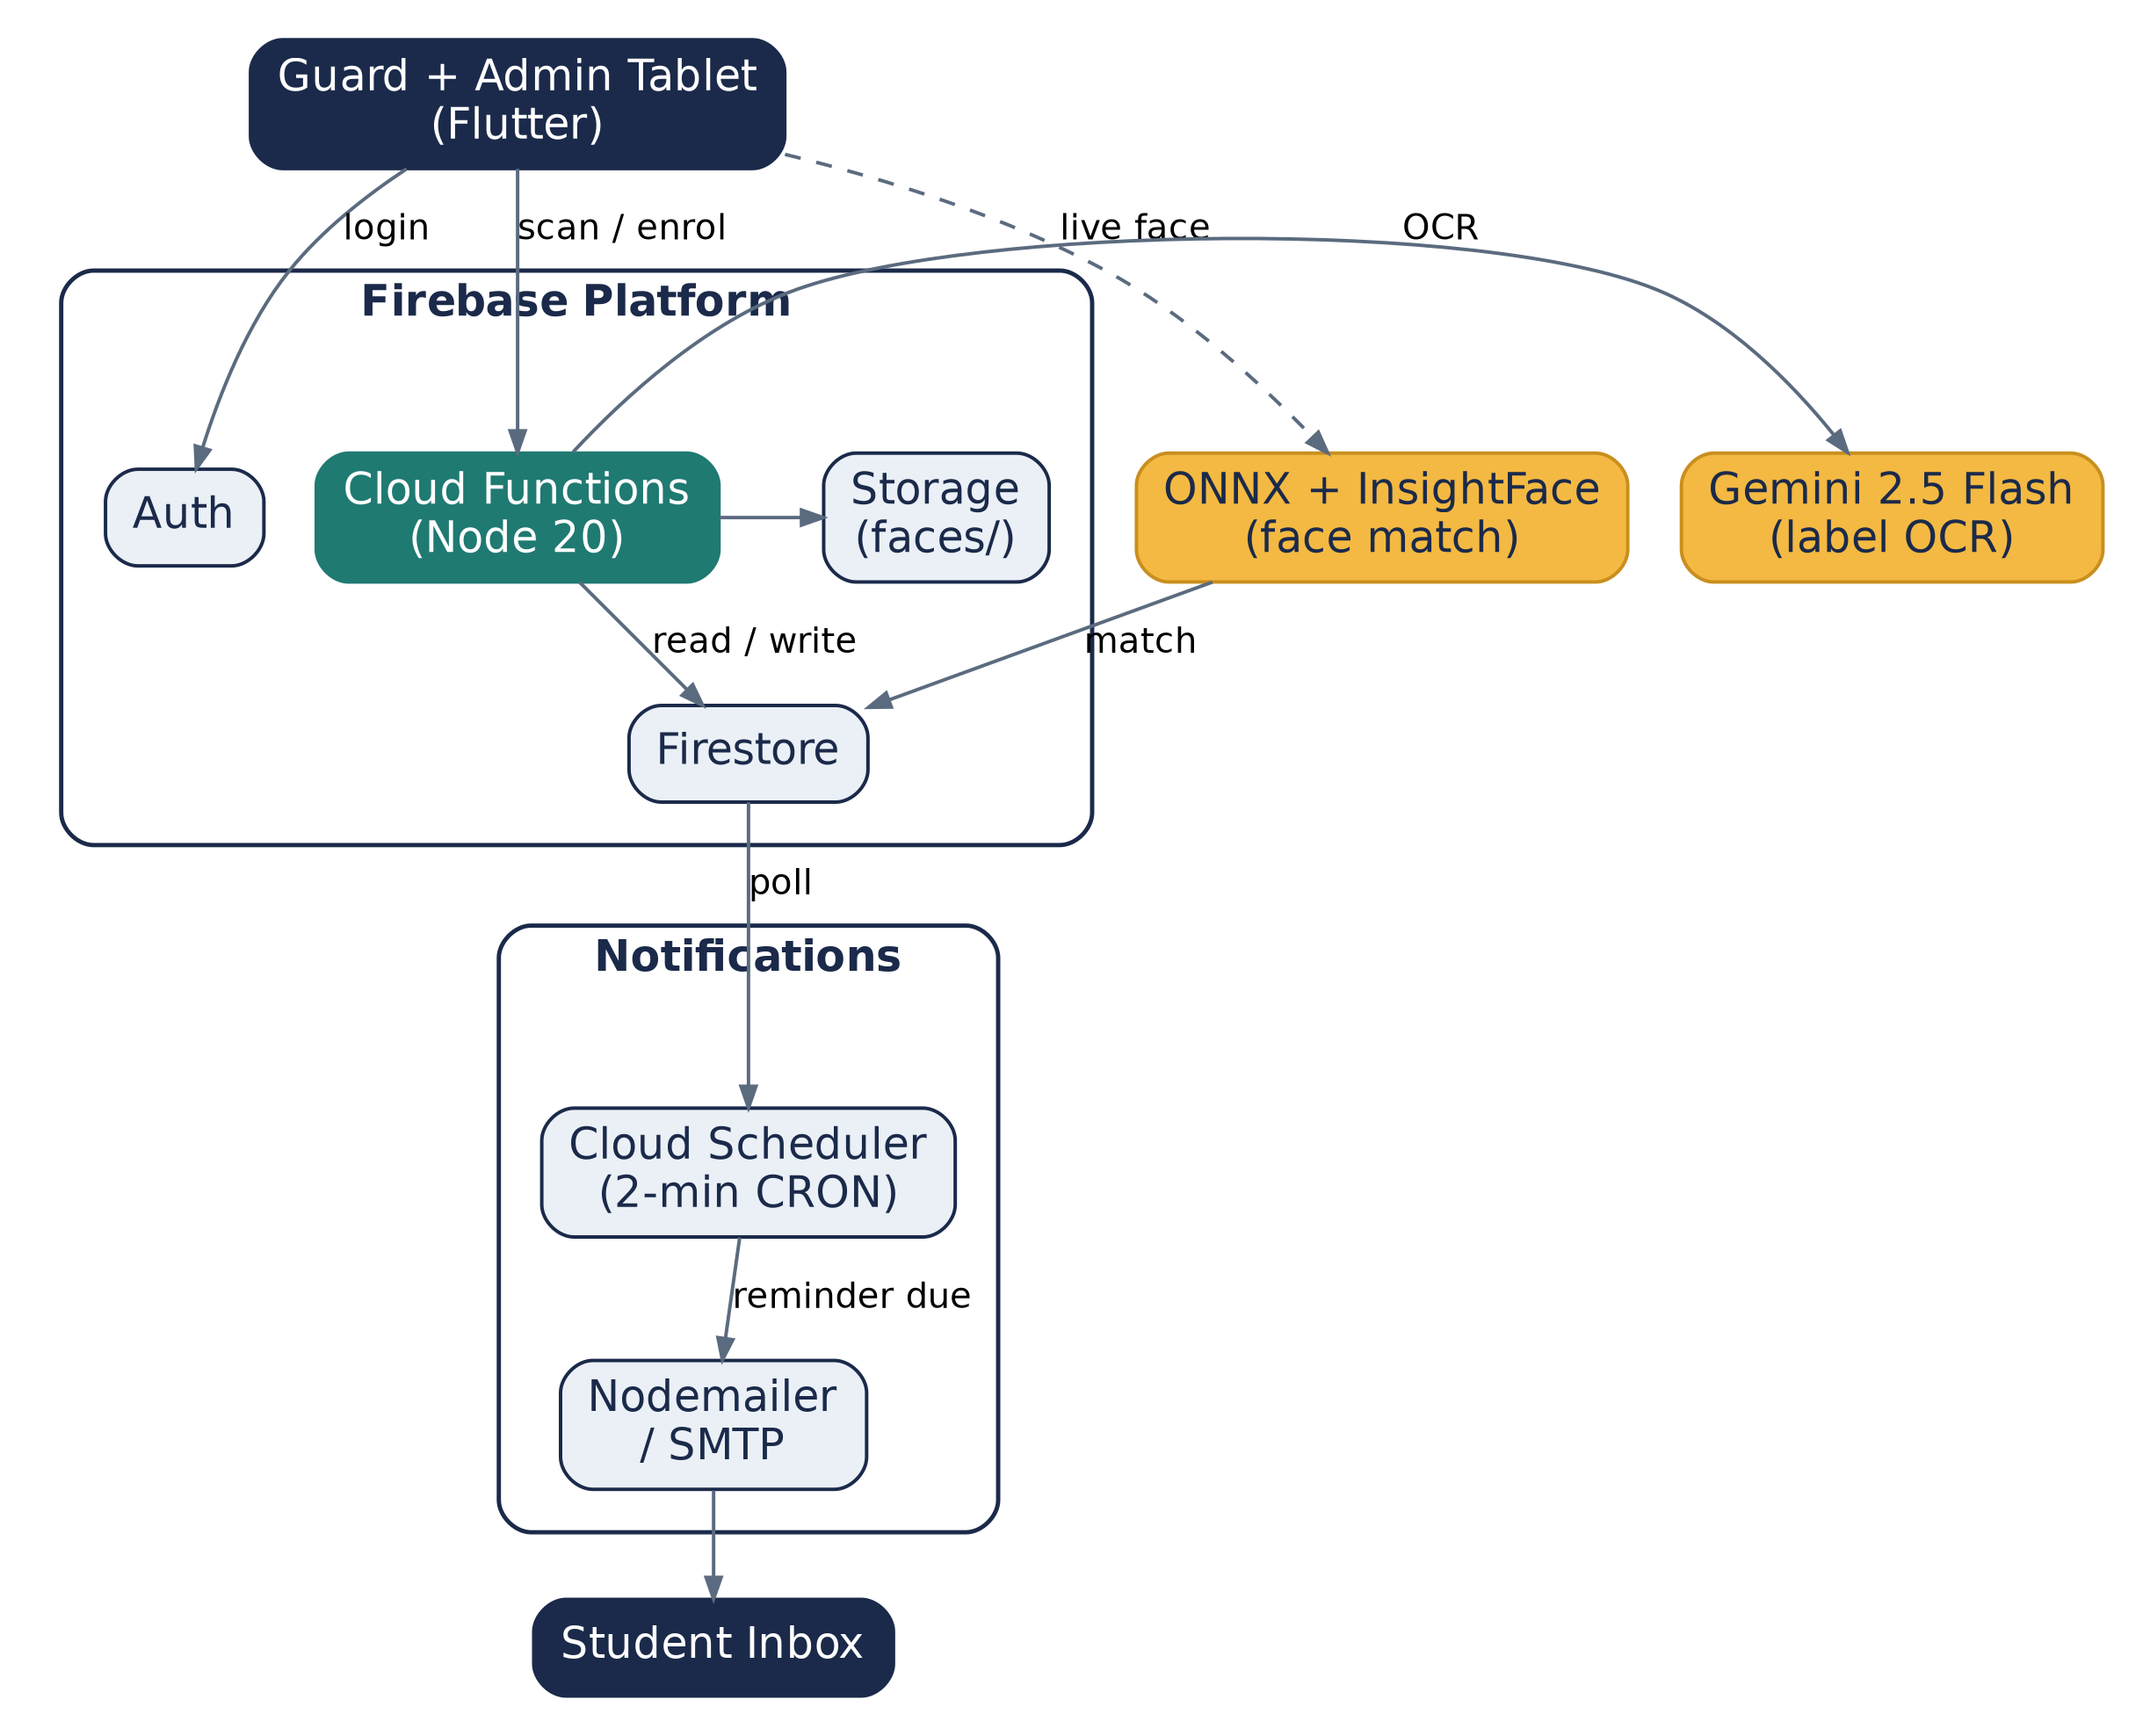 Guard + Admin Tablet
(Flutter)
login
scan / enrol
live face
OCR
Firebase Platform
Auth
Cloud Functions
(Node 20)
Storage
(faces/)
ONNX + InsightFace
(face match)
Gemini 2.5 Flash
(label OCR)
read / write
match
Firestore
poll
Notifications
Cloud Scheduler
(2-min CRON)
reminder due
Nodemailer
/ SMTP
Student Inbox